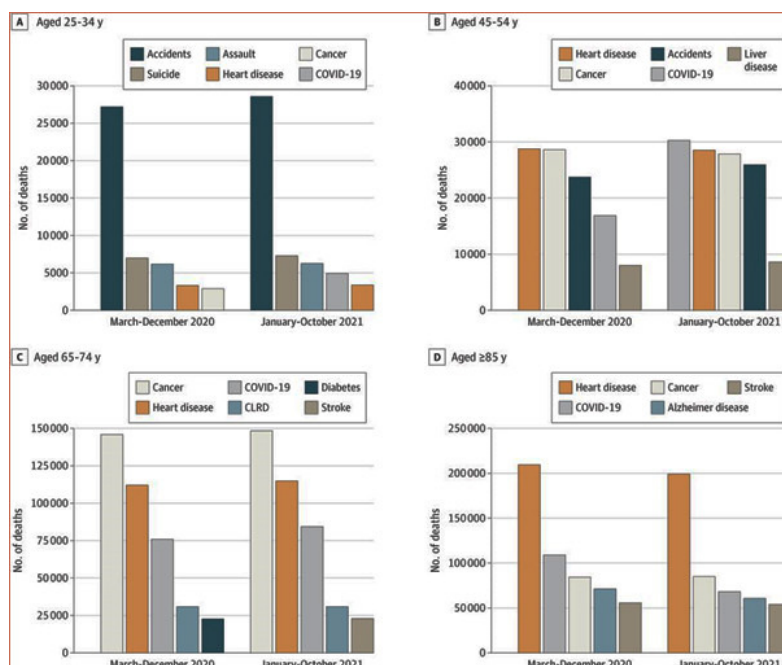 A Aged 25-34 y
Accidents Assault Cancer
Suicide Heart disease COVID-19
30000
25000
20000
15000
10000
5000
0
No. of deaths
March-December 2020 January-October 2021
B Aged 45-54 y
Heart disease Accidents Liver disease
Cancer COVID-19
40000
30000
20000
10000
0
No. of deaths
March-December 2020 January-October 2021
C Aged 65-74 y
Cancer COVID-19 Diabetes
Heart disease CLRD Stroke
150000
125000
100000
75000
50000
25000
0
No. of deaths
March-December 2020 January-October 2021
D Aged ≥85 y
Heart disease Cancer Stroke
COVID-19 Alzheimer disease
250000
200000
150000
100000
50000
0
No. of deaths
March-December 2020 January-October 2021